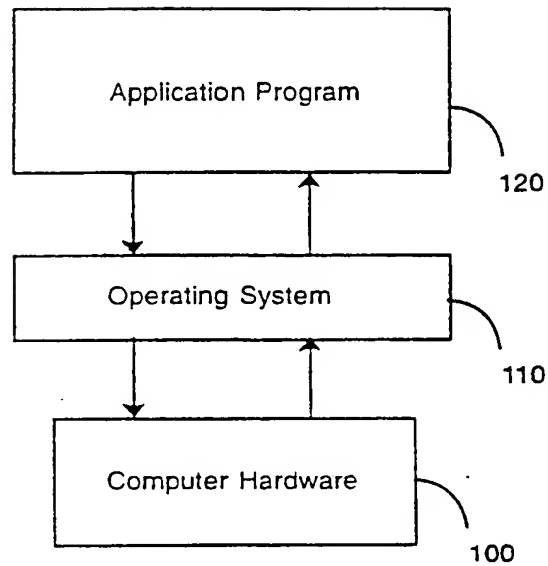 Application Program
120
Operating System
110
Computer Hardware
100